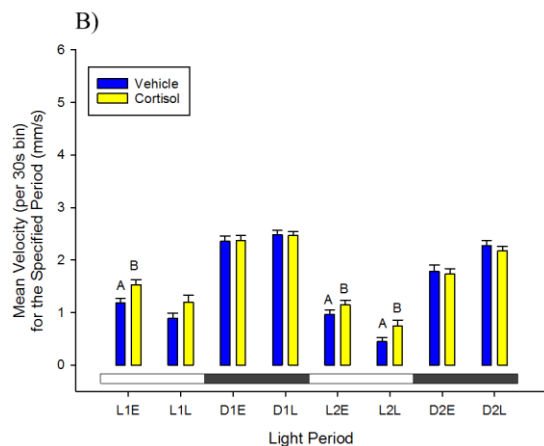 B)
Mean Velocity (per 30s bin)
for the Specified Period (mm/s)
6
5
4
3
2
1
0
Vehicle
Cortisol
A B
A B
A B
L1E L1L D1E D1L L2E L2L D2E D2L
Light Period